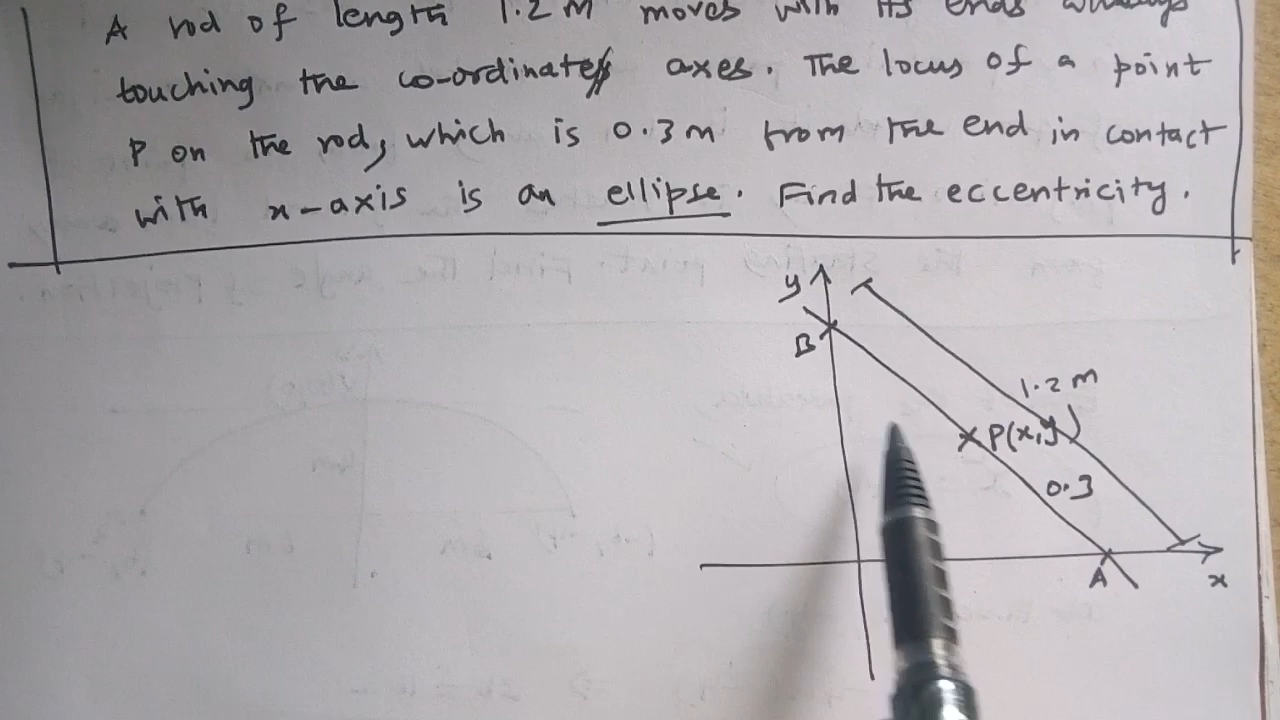 A rod of length 1.2 m moves with its ends always
touching the co-ordinates axes. The locus of a point
P on the rod, which is 0.3 m from the end in contact
with x-axis is an ellipse. Find the eccentricity.
y
B
1.2 m
P(x,y)
0.3
A
x